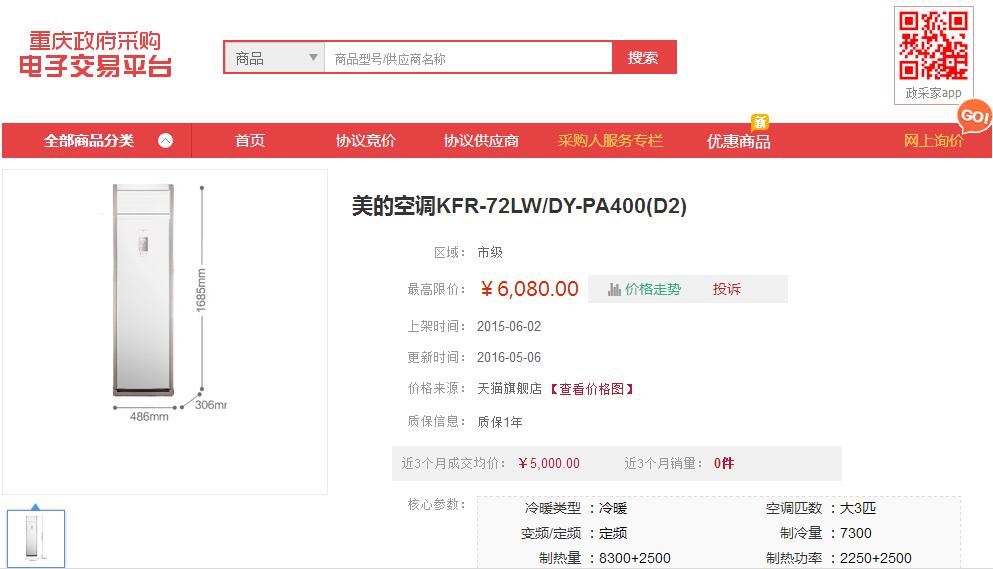 重庆政府采购
电子交易平台
商品
商品型号/供应商名称
搜索
政采家app
GO!
全部商品分类
首页
协议竞价
协议供应商
采购人服务专栏
优惠商品
新
网上询价
1685mm
486mm
306mr
美的空调KFR-72LW/DY-PA400(D2)
区域： 市级
最高限价： ￥6,080.00 价格走势 投诉
上架时间： 2015-06-02
更新时间： 2016-05-06
价格来源： 天猫旗舰店【查看价格图】
质保信息： 质保1年
近3个月成交均价： ￥5,000.00 近3个月销量： 0件
核心参数：
冷暖类型 ：冷暖 空调匹数 ：大3匹
变频/定频 ：定频 制冷量 ：7300
制热量 ：8300+2500 制热功率 ：2250+2500